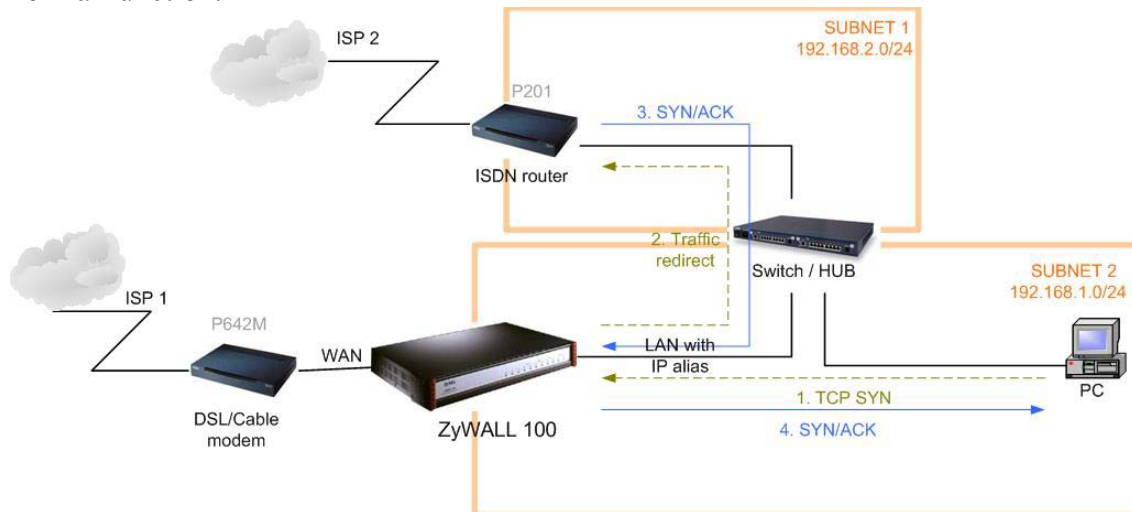 SUBNET 1
192.168.2.0/24
ISP 2
P201
3. SYN/ACK
ISDN router
2. Traffic
redirect
Switch / HUB
SUBNET 2
192.168.1.0/24
ISP 1
P642M
WAN
LAN with
IP alias
PC
1. TCP SYN
DSL/Cable
modem
ZyWALL 100
4. SYN/ACK